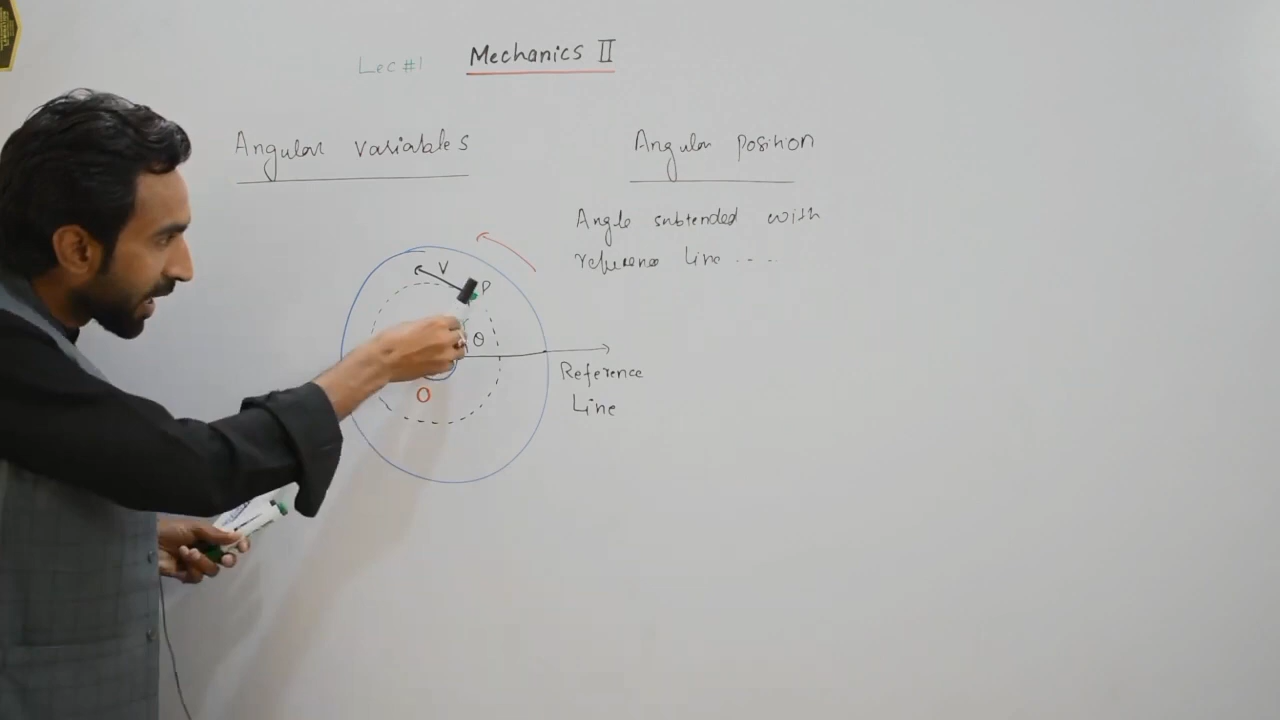 Lec #1 Mechanics II
Angular variables
Angular position
Angle subtended with
reference line ....
V
P
θ
O
Reference
Line